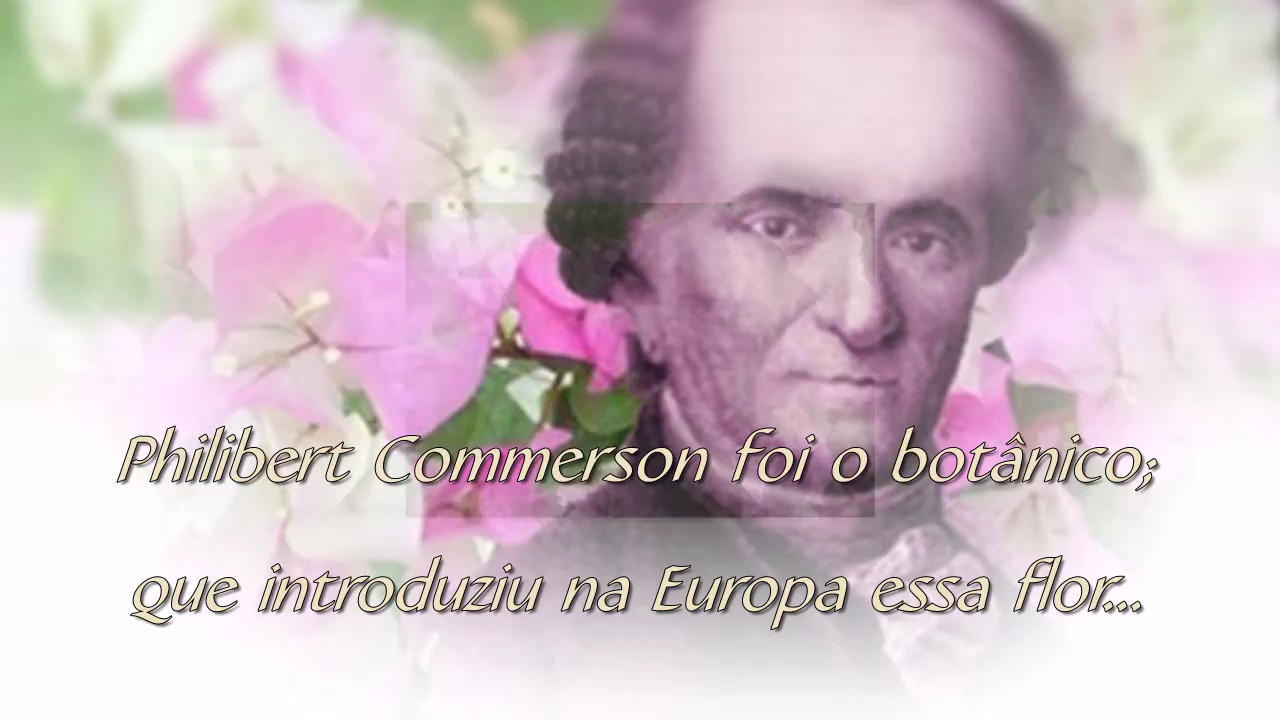 Philibert Commerson foi o botânico;
que introduziu na Europa essa flor...